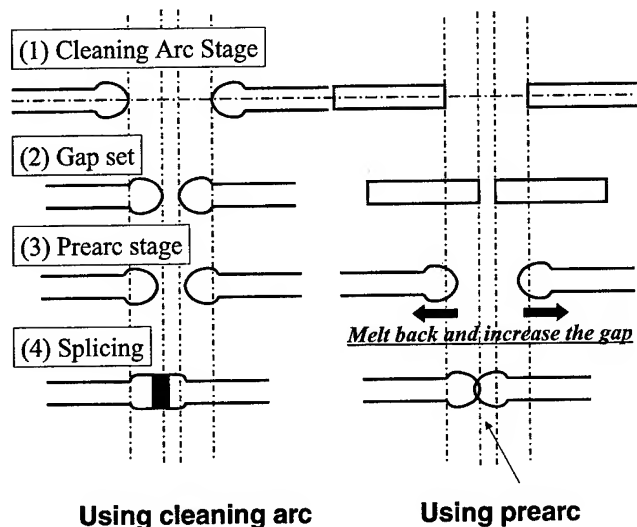 (1) Cleaning Arc Stage
(2) Gap set
(3) Prearc stage
Melt back and increase the gap
(4) Splicing
Using cleaning arc
Using prearc